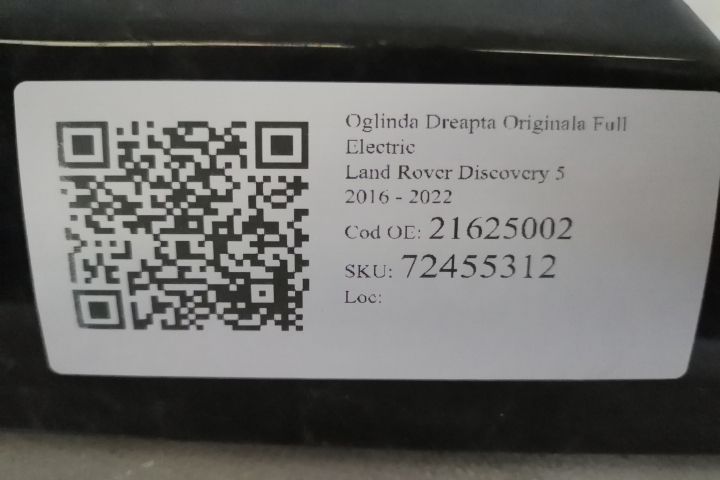 Oglinda Dreapta Originala Full
Electric
Land Rover Discovery 5
2016 - 2022
Cod OE: 21625002
SKU: 72455312
Loc: